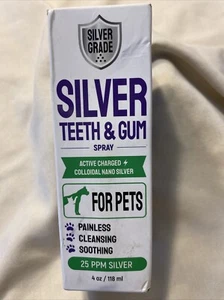 SILVER
GRADE
SILVER
TEETH & GUM
SPRAY
ACTIVE CHARGED
COLLOIDAL NANO SILVER
FOR PETS
PAINLESS
CLEANSING
SOOTHING
25 PPM SILVER
4 oz / 118 ml